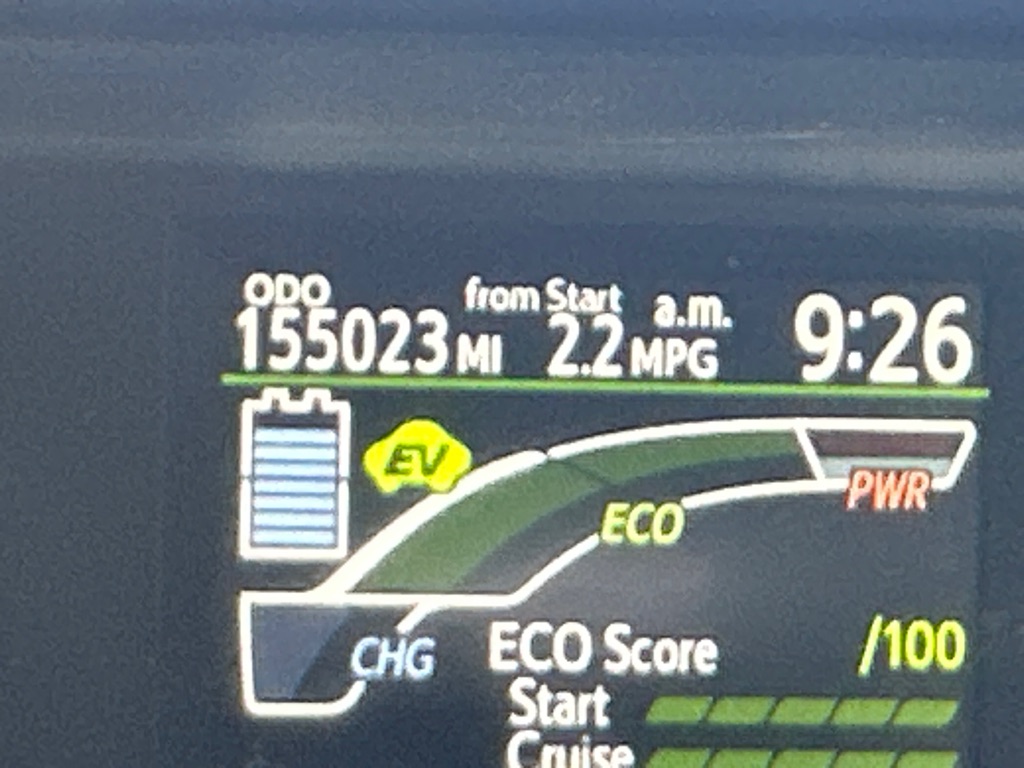 ODO from Start a.m. 9:26
155023 MI 2.2 MPG
EV
PWR
ECO
CHG
ECO Score /100
Start
Cruise